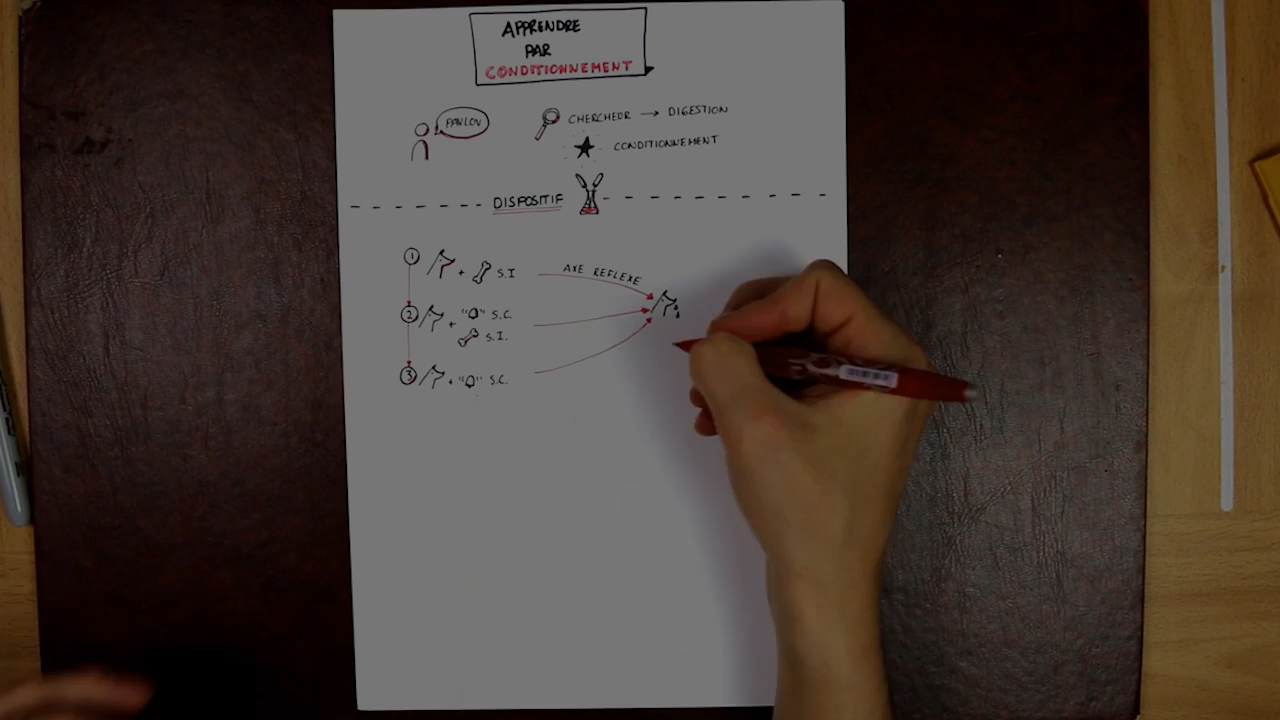 APPRENDRE
PAR
CONDITIONNEMENT
PAVLOV
CHERCHEUR → DIGESTION
CONDITIONNEMENT
DISPOSITIF
1 + S.I
AXE REFLEXE
2 + " " S.C.
S.I.
3 + " " S.C.